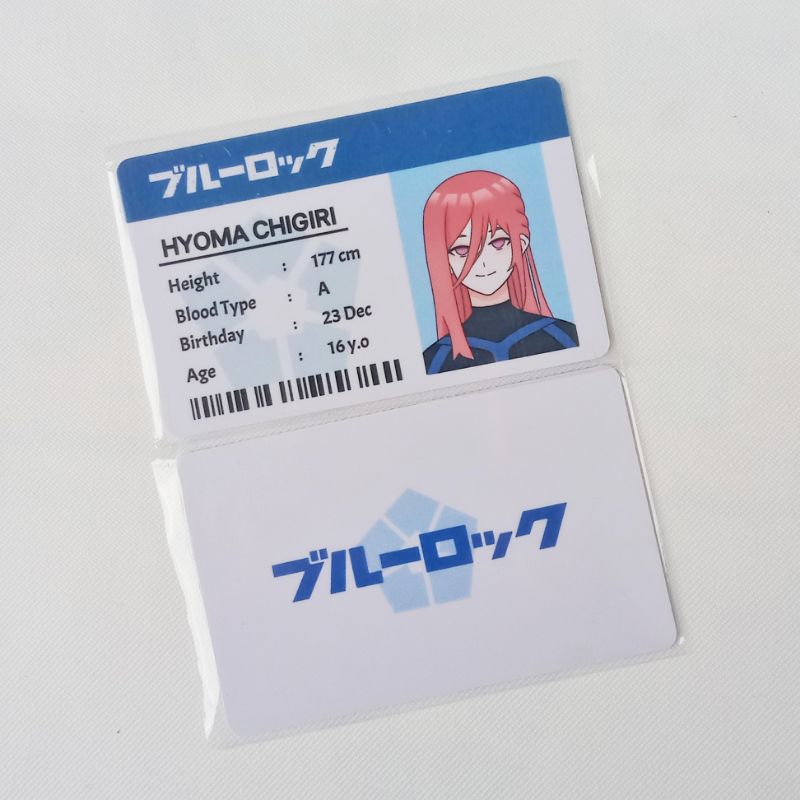 ブルーロック
HYOMA CHIGIRI
Height : 177 cm
Blood Type : A
Birthday : 23 Dec
Age : 16 y.o
ブルーロック